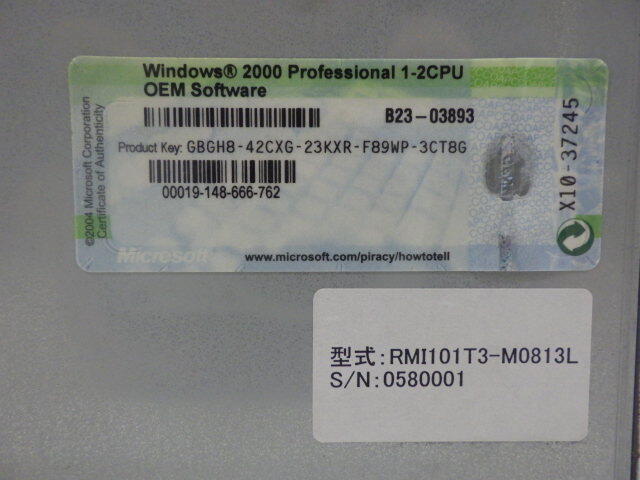 Windows® 2000 Professional 1-2CPU
OEM Software
B23-03893
Product Key: GBGH8-42CXG-23KXR-F89WP-3CT8G
00019-148-666-762
©2004 Microsoft Corporation
Certificate of Authenticity
X10-37245
Microsoft
www.microsoft.com/piracy/howtotell
型式:RMI101T3-M0813L
S/N:0580001